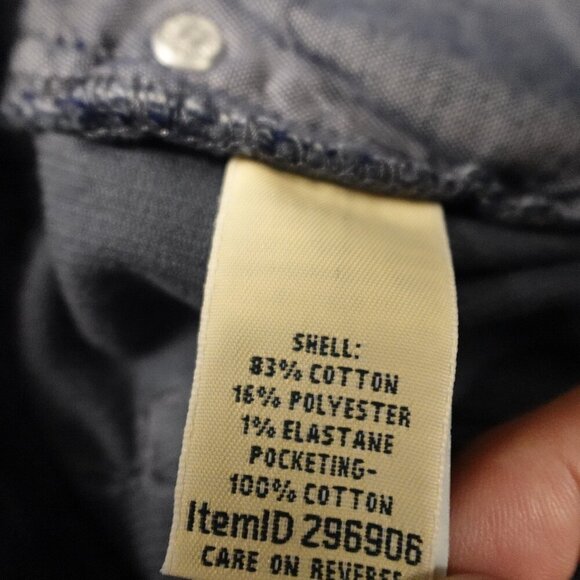 SHELL:
83% COTTON
16% POLYESTER
1% ELASTANE
POCKETING-
100% COTTON
ItemID 296906
CARE ON REVERSE